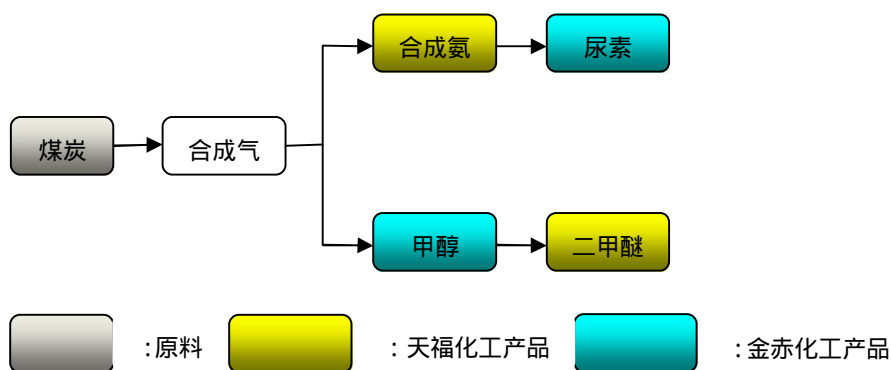 合成氨
尿素
煤炭
合成气
甲醇
二甲醚
:原料
:天福化工产品
:金赤化工产品